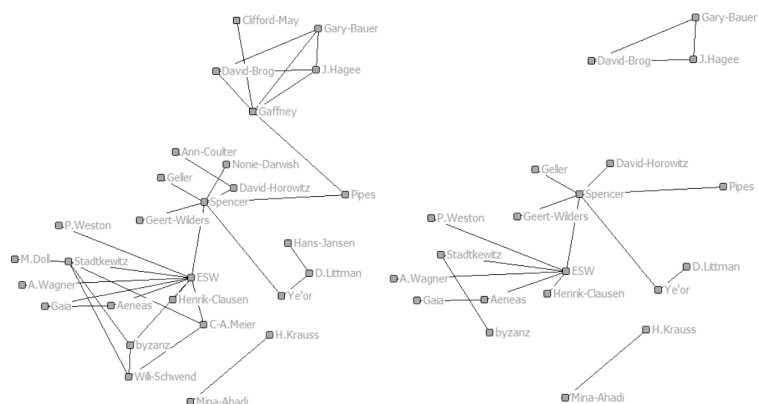 Clifford-May
Gary-Bauer
David-Brog
J.Hagee
Gaffney
Ann-Coulter
Nonie-Darwish
Geller
David-Horowitz
Spencer
Pipes
Geert-Wilders
P.Weston
Hans-Jansen
M.Doll
Stadtkewitz
ESW
D.Littman
A.Wagner
Henrik-Clausen
Ye'or
Gaia
Aeneas
C-A.Meier
H.Krauss
byzanz
Willi-Schwend
Mina-Ahadi
Gary-Bauer
David-Brog
J.Hagee
Geller
David-Horowitz
Spencer
Pipes
Geert-Wilders
P.Weston
Stadtkewitz
ESW
D.Littman
A.Wagner
Henrik-Clausen
Ye'or
Gaia
Aeneas
byzanz
H.Krauss
Mina-Ahadi